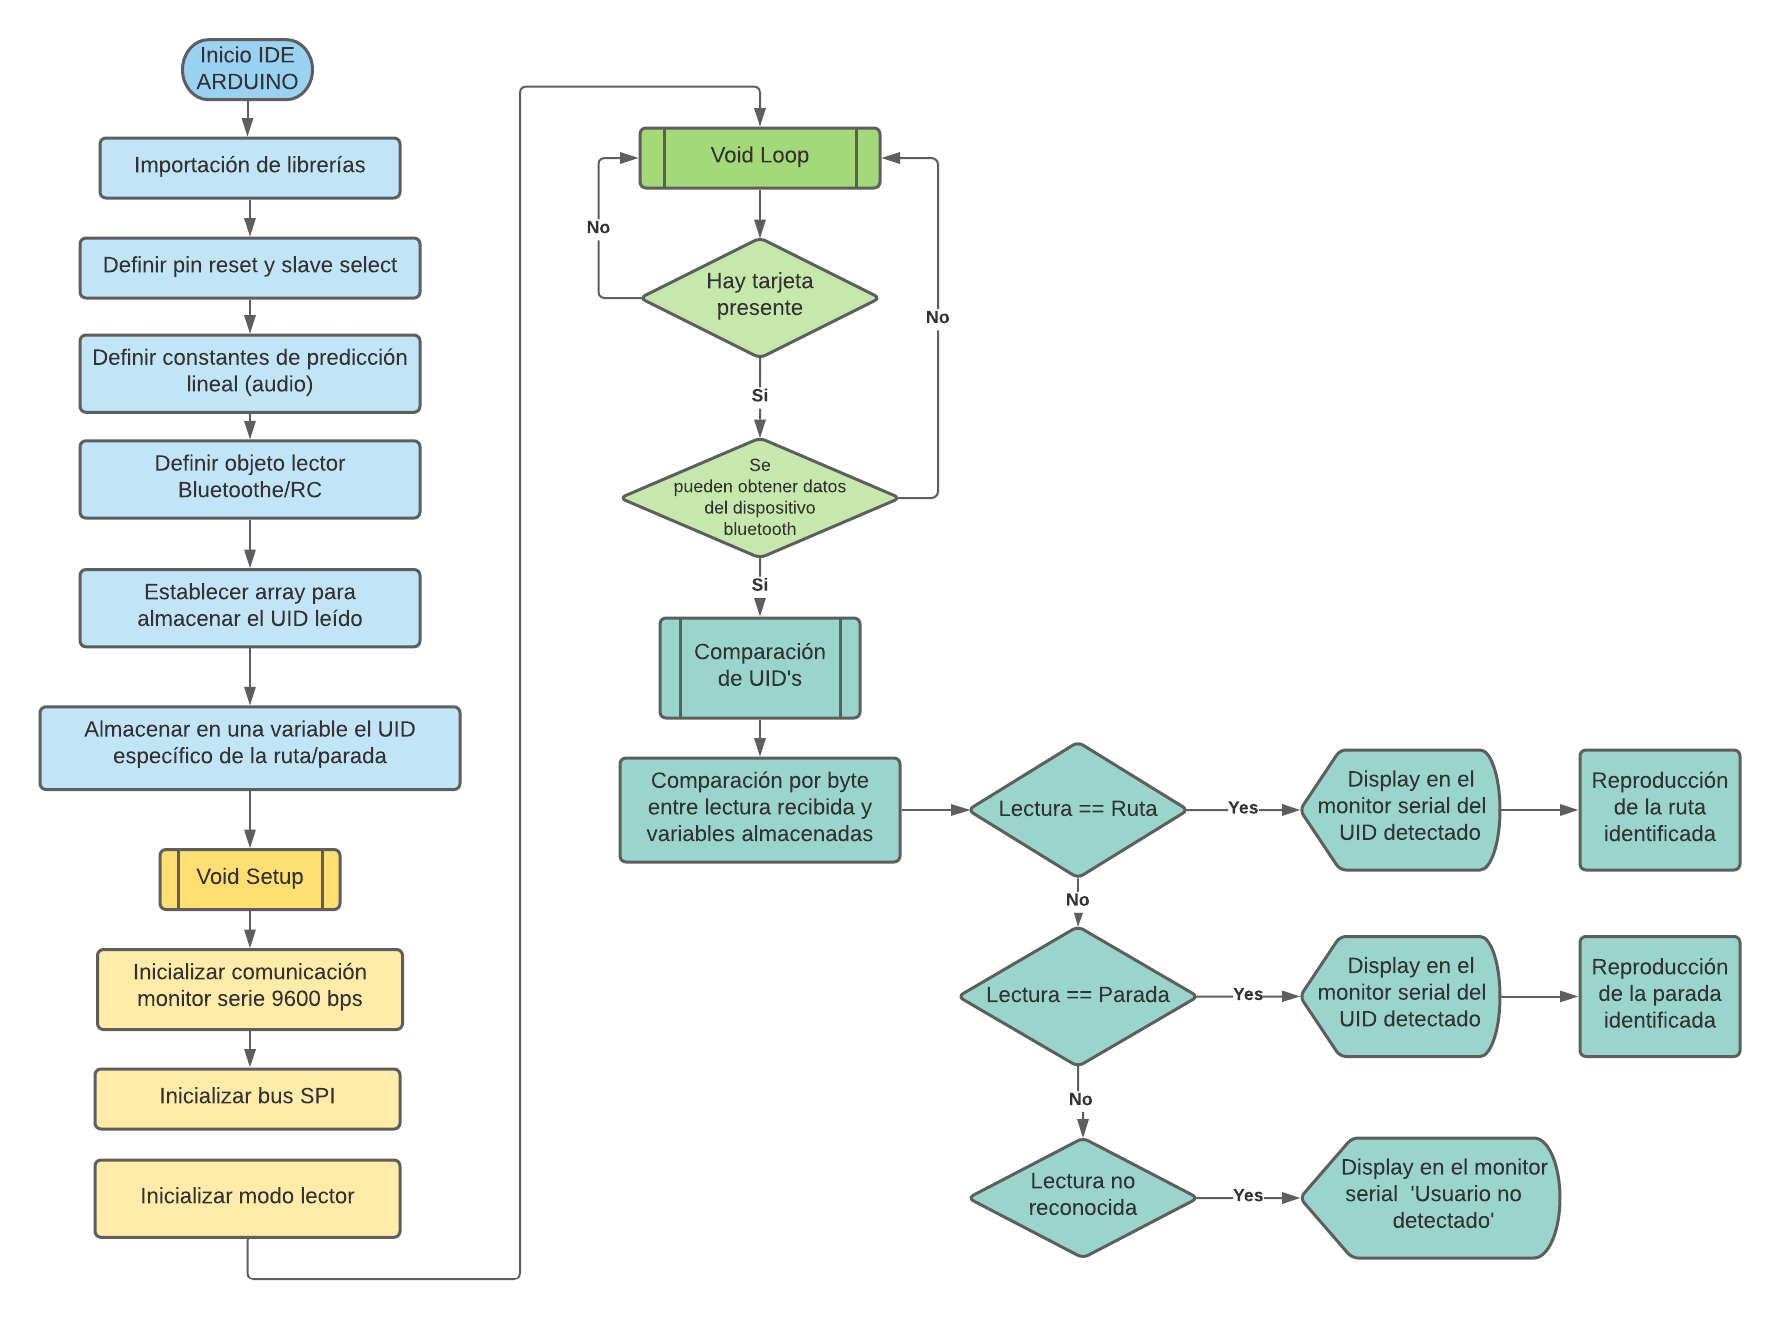 Inicio IDE
ARDUINO
Importación de librerías
Definir pin reset y slave select
Definir constantes de predicción
lineal (audio)
Definir objeto lector
Bluetoothe/RC
Establecer array para
almacenar el UID leído
Almacenar en una variable el UID
específico de la ruta/parada
Void Setup
Inicializar comunicación
monitor serie 9600 bps
Inicializar bus SPI
Inicializar modo lector
Void Loop
No
Hay tarjeta
presente
No
Si
Se
pueden obtener datos
del dispositivo
bluetooth
Si
Comparación
de UID's
Comparación por byte
entre lectura recibida y
variables almacenadas
Lectura == Ruta
Yes
Display en el
monitor serial del
UID detectado
Reproducción
de la ruta
identificada
No
Lectura == Parada
Yes
Display en el
monitor serial del
UID detectado
Reproducción
de la parada
identificada
No
Lectura no
reconocida
Yes
Display en el monitor
serial 'Usuario no
detectado'